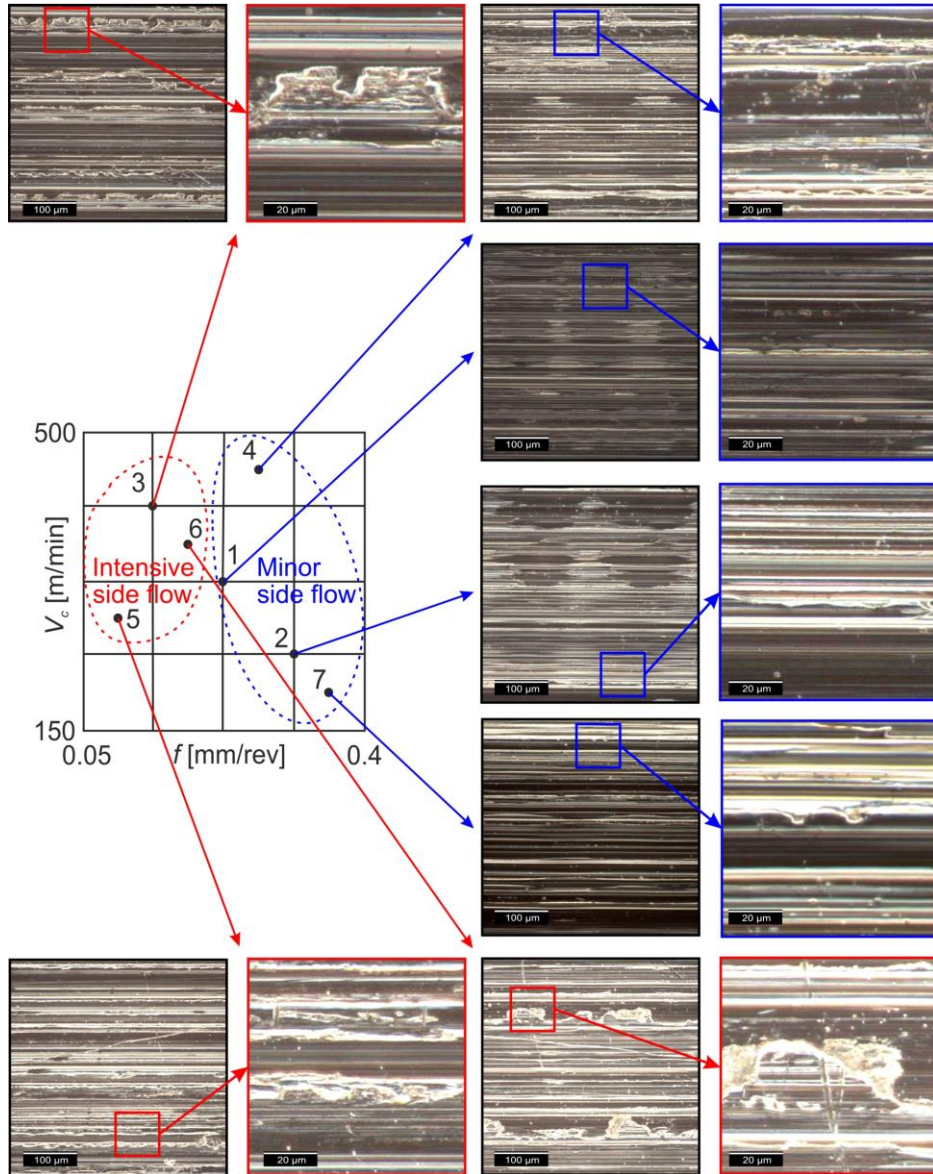 100 µm
20 µm
100 µm
20 µm
100 µm
20 µm
500
4
3
6
1
Intensive
side flow
Minor
side flow
V_c [m/min]
5
2
7
150
0.05
f [mm/rev]
0.4
100 µm
20 µm
100 µm
20 µm
100 µm
20 µm
100 µm
20 µm